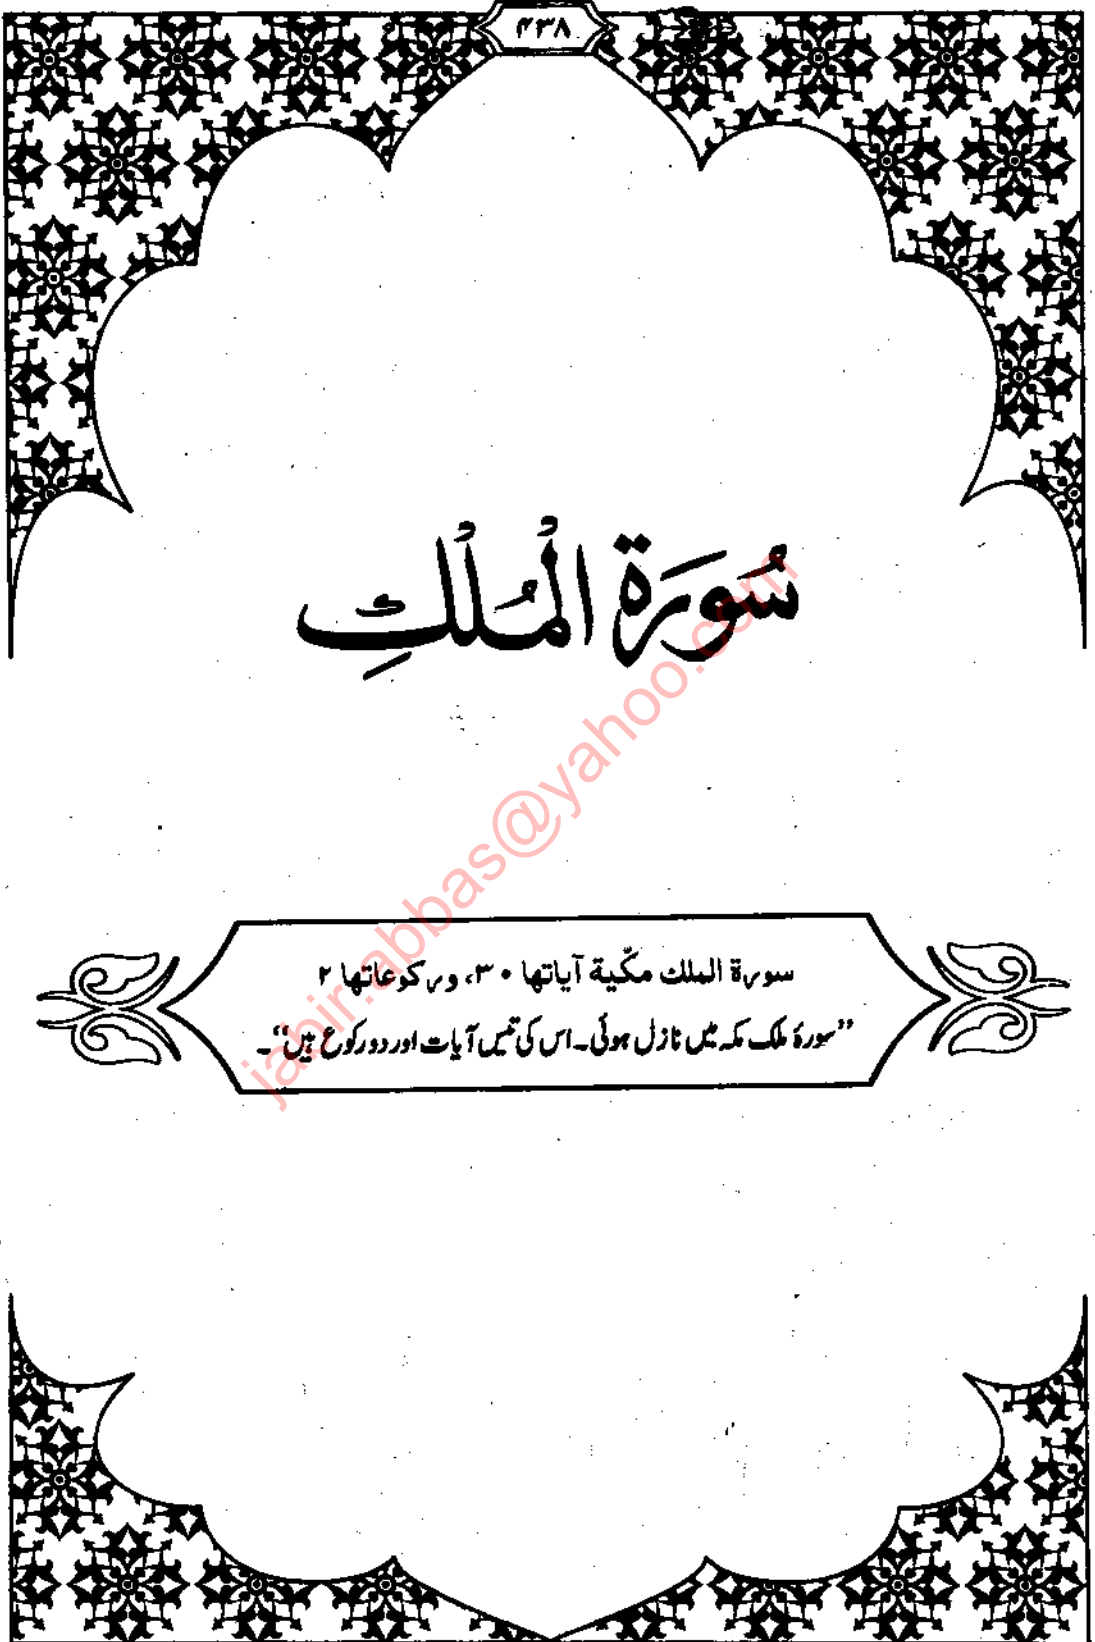 ۴۳۸
سُورَةُ الْمُلْكِ
سورة الملك مكّية آياتها ۳۰، وركوعاتها ۲
”سورۂ ملک مکہ میں نازل ہوئی۔ اس کی تیس آیات اور دو رکوع ہیں“۔
jabir.abbas@yahoo.com